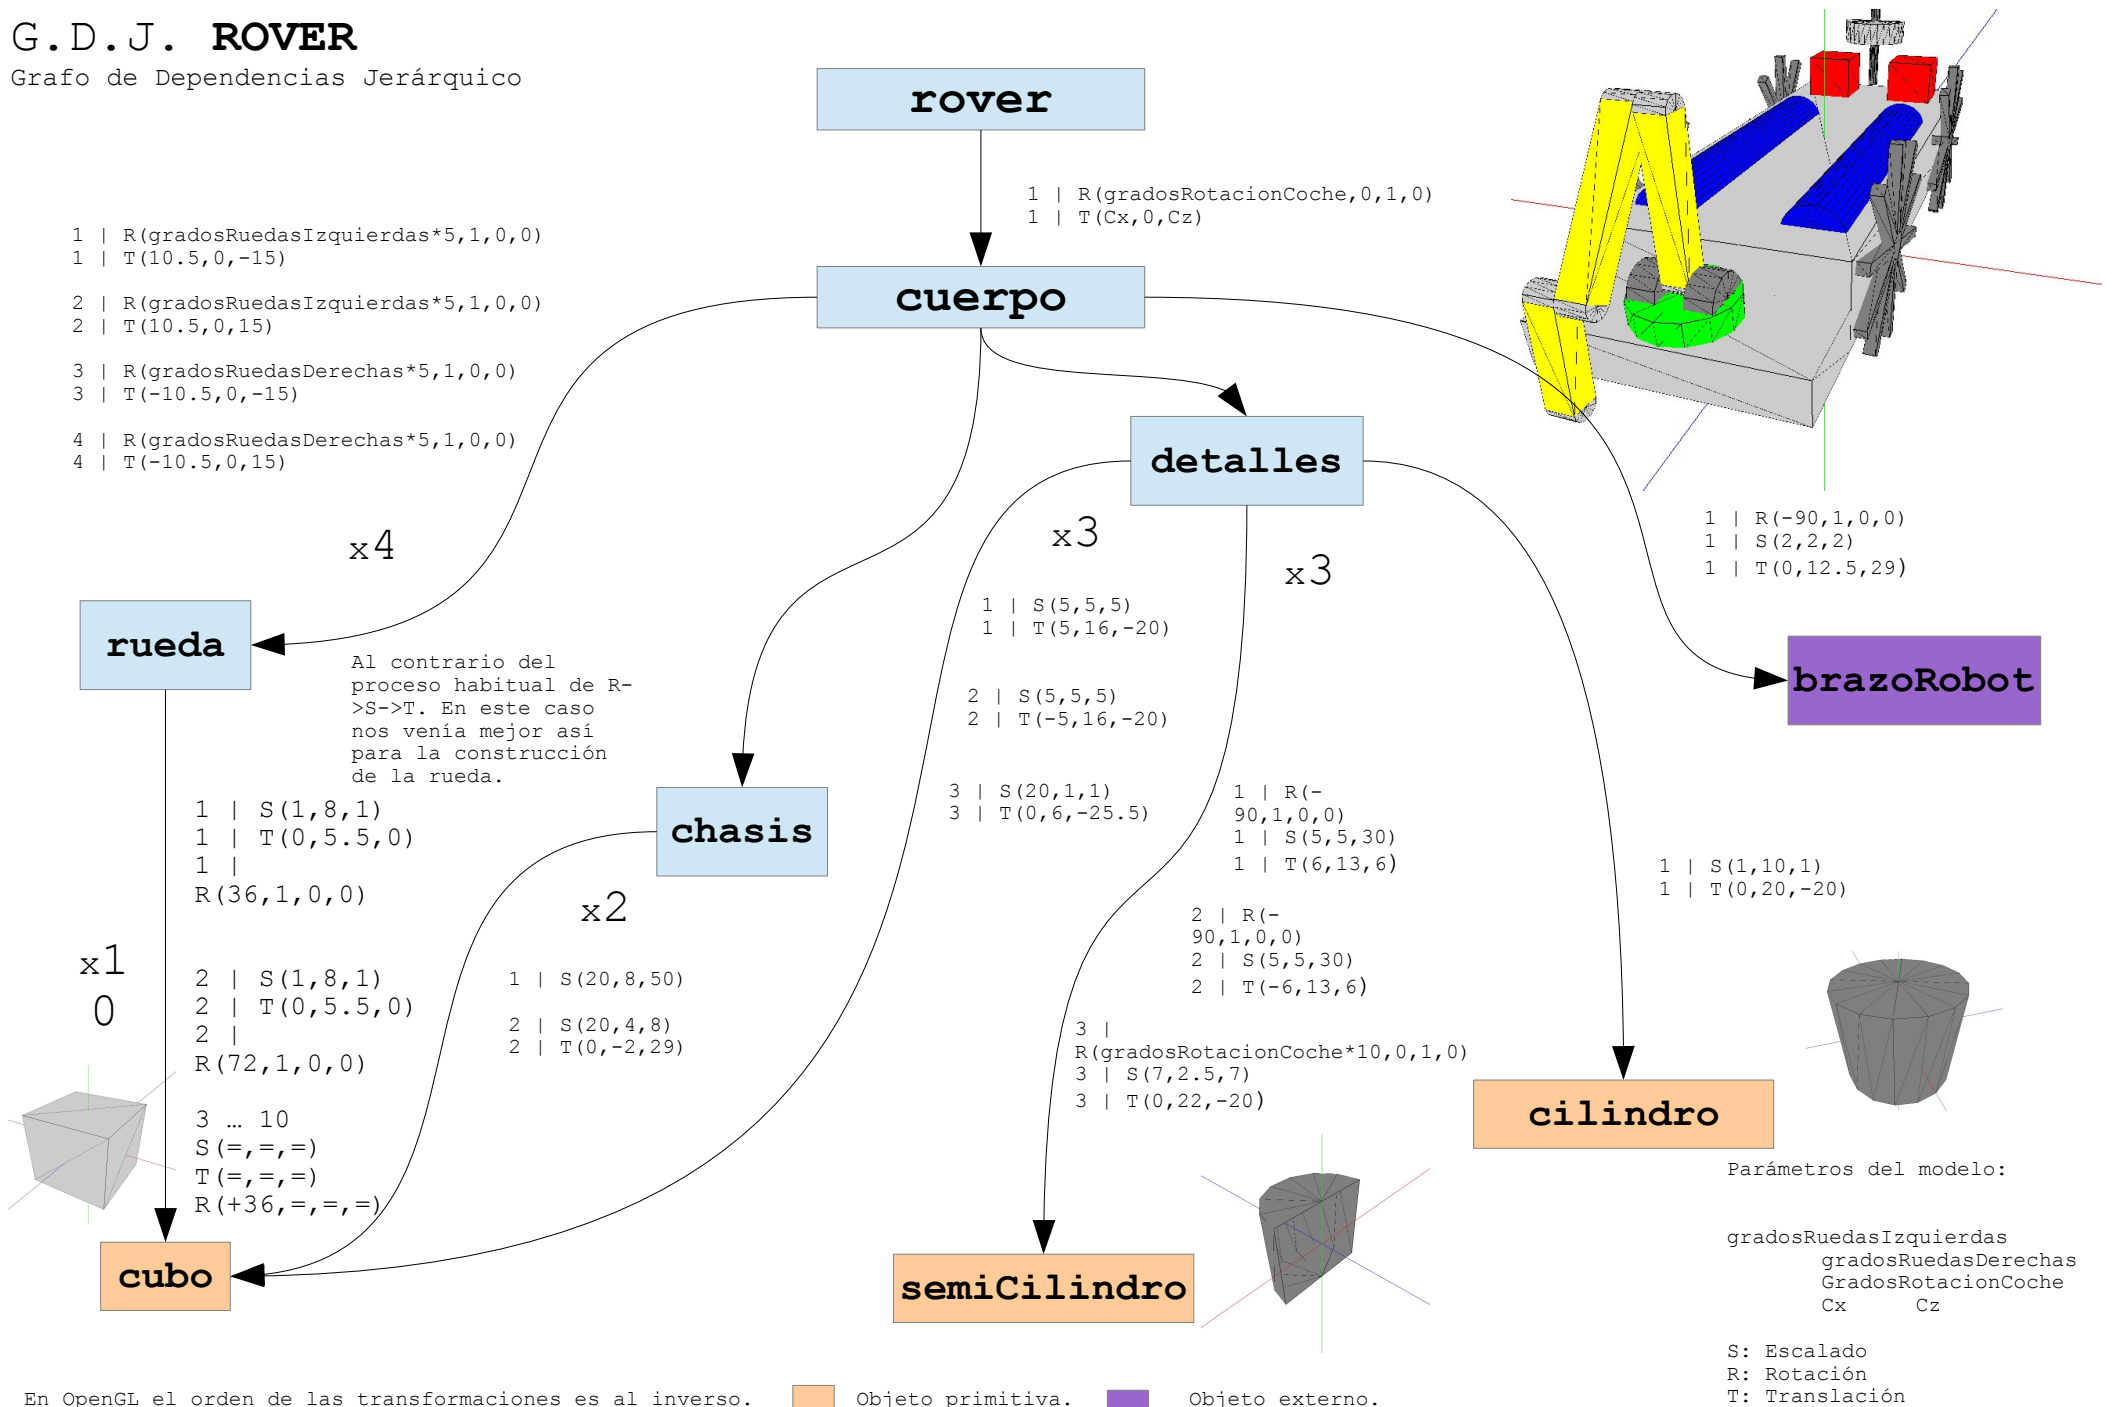 G.D.J. ROVER
Grafo de Dependencias Jerárquico
rover
1 | R(gradosRotacionCoche,0,1,0)
1 | T(Cx,0,Cz)
1 | R(gradosRuedasIzquierdas*5,1,0,0)
1 | T(10.5,0,-15)
2 | R(gradosRuedasIzquierdas*5,1,0,0)
2 | T(10.5,0,15)
3 | R(gradosRuedasDerechas*5,1,0,0)
3 | T(-10.5,0,-15)
4 | R(gradosRuedasDerechas*5,1,0,0)
4 | T(-10.5,0,15)
cuerpo
detalles
x4
x3
x3
1 | R(-90,1,0,0)
1 | S(2,2,2)
1 | T(0,12.5,29)
rueda
brazoRobot
Al contrario del
proceso habitual de R-
>S->T. En este caso
nos venía mejor así
para la construcción
de la rueda.
1 | S(5,5,5)
1 | T(5,16,-20)
2 | S(5,5,5)
2 | T(-5,16,-20)
3 | S(20,1,1)
3 | T(0,6,-25.5)
1 | S(1,8,1)
1 | T(0,5.5,0)
1 |
R(36,1,0,0)
chasis
x2
1 | R(-
90,1,0,0)
1 | S(5,5,30)
1 | T(6,13,6)
1 | S(1,10,1)
1 | T(0,20,-20)
x1
0
2 | S(1,8,1)
2 | T(0,5.5,0)
2 |
R(72,1,0,0)
1 | S(20,8,50)
2 | S(20,4,8)
2 | T(0,-2,29)
2 | R(-
90,1,0,0)
2 | S(5,5,30)
2 | T(-6,13,6)
3 |
R(gradosRotacionCoche*10,0,1,0)
3 | S(7,2.5,7)
3 | T(0,22,-20)
3 … 10
S(=,=,=)
T(=,=,=)
R(+36,=,=,=)
cilindro
cubo
semiCilindro
Parámetros del modelo:
gradosRuedasIzquierdas
gradosRuedasDerechas
GradosRotacionCoche
Cx Cz
S: Escalado
R: Rotación
T: Translación
En OpenGL el orden de las transformaciones es al inverso.
Objeto primitiva.
Objeto externo.